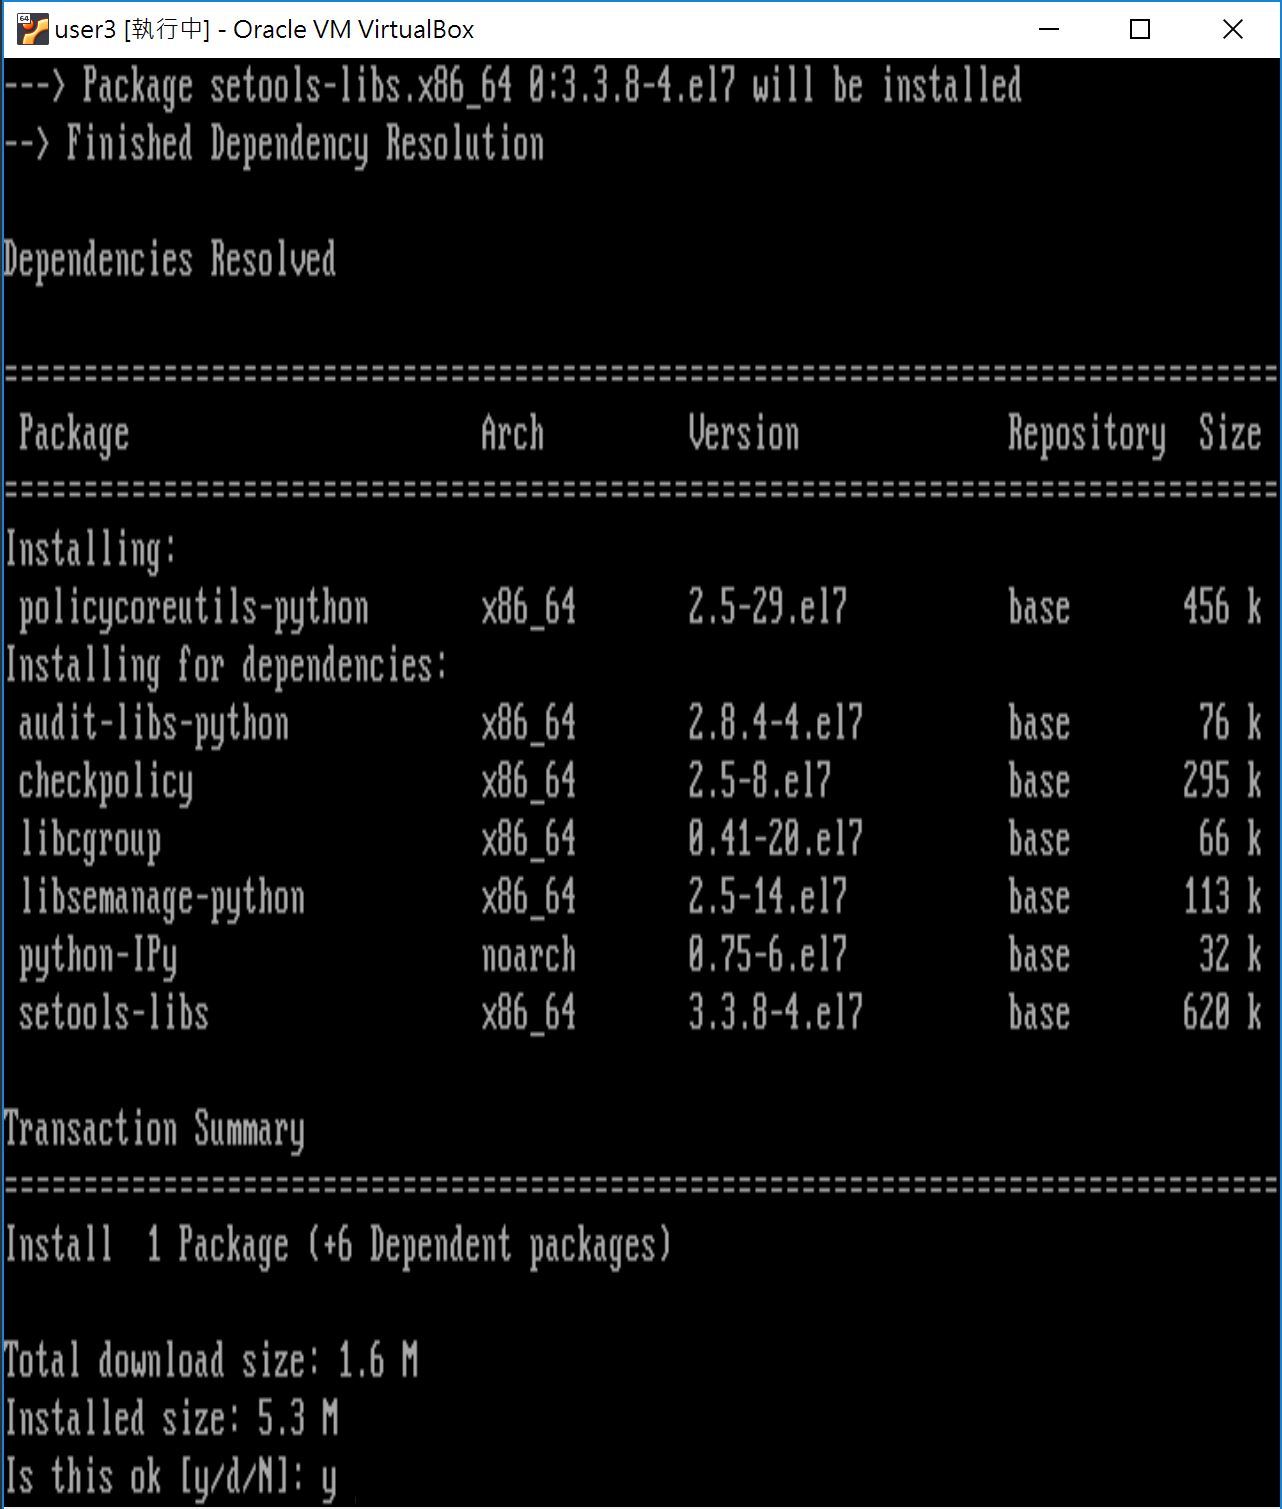 64
user3 [執行中] - Oracle VM VirtualBox
---> Package setools-libs.x86_64 0:3.3.8-4.el7 will be installed
--> Finished Dependency Resolution
Dependencies Resolved
================================================================================
Package Arch Version Repository Size
================================================================================
Installing:
policycoreutils-python x86_64 2.5-29.el7 base 456 k
Installing for dependencies:
audit-libs-python x86_64 2.8.4-4.el7 base 76 k
checkpolicy x86_64 2.5-8.el7 base 295 k
libcgroup x86_64 0.41-20.el7 base 66 k
libsemanage-python x86_64 2.5-14.el7 base 113 k
python-IPy noarch 0.75-6.el7 base 32 k
setools-libs x86_64 3.3.8-4.el7 base 620 k
Transaction Summary
================================================================================
Install 1 Package (+6 Dependent packages)
Total download size: 1.6 M
Installed size: 5.3 M
Is this ok [y/d/N]: y